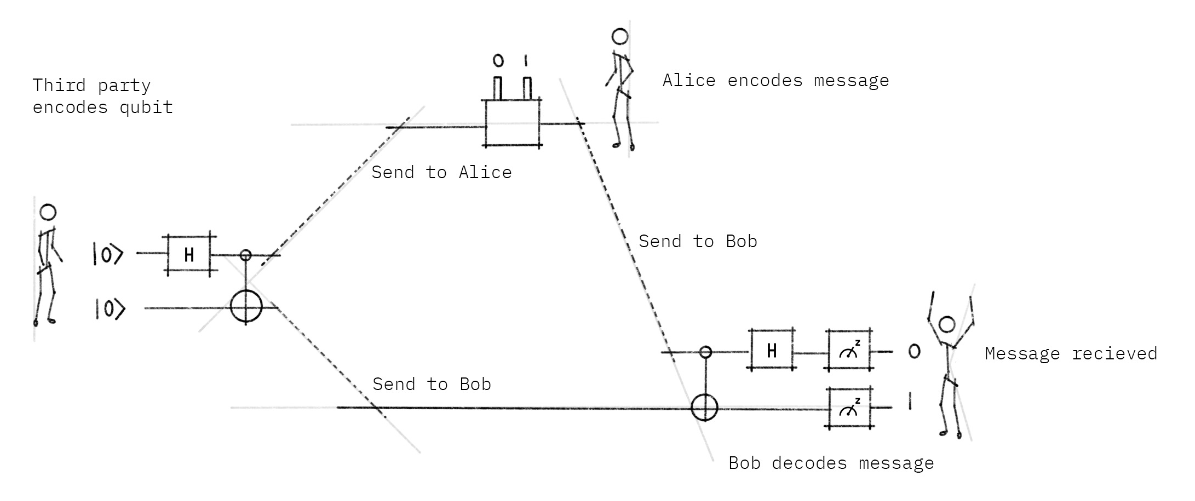 0 1
Third party
encodes qubit
Alice encodes message
Send to Alice
|0⟩ H
Send to Bob
|0⟩
H z 0
Message recieved
Send to Bob
z 1
Bob decodes message